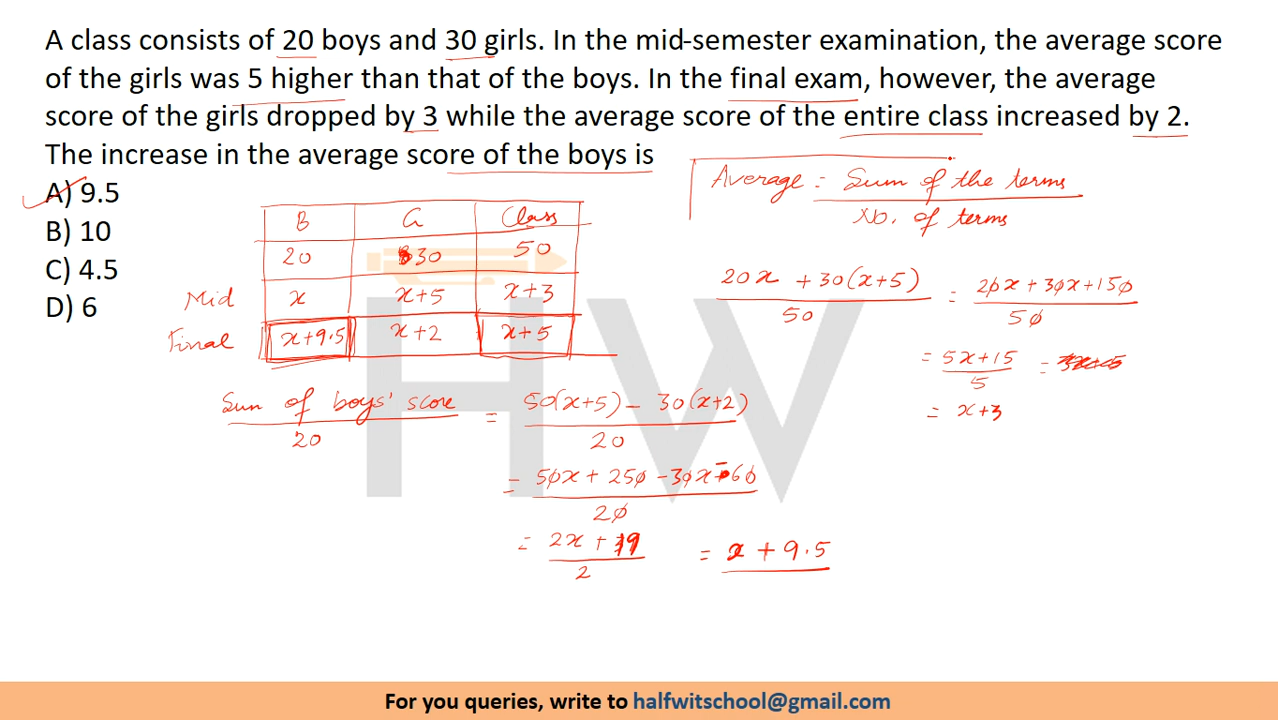 A class consists of 20 boys and 30 girls. In the mid-semester examination, the average score
of the girls was 5 higher than that of the boys. In the final exam, however, the average
score of the girls dropped by 3 while the average score of the entire class increased by 2.
The increase in the average score of the boys is
A) 9.5
B) 10
C) 4.5
D) 6
Average = Sum of the terms
No. of terms
B G Class
20 30 50
Mid x x+5 x+3
Final x+9.5 x+2 x+5
20x + 30(x+5) = 20x + 30x + 150
50 50
= 5x+15 =
5
= x+3
Sum of boys' score = 50(x+5) - 30(x+2)
20 20
= 50x + 250 - 30x - 60
20
= 2x + 19 = x + 9.5
2
HW
For you queries, write to halfwitschool@gmail.com